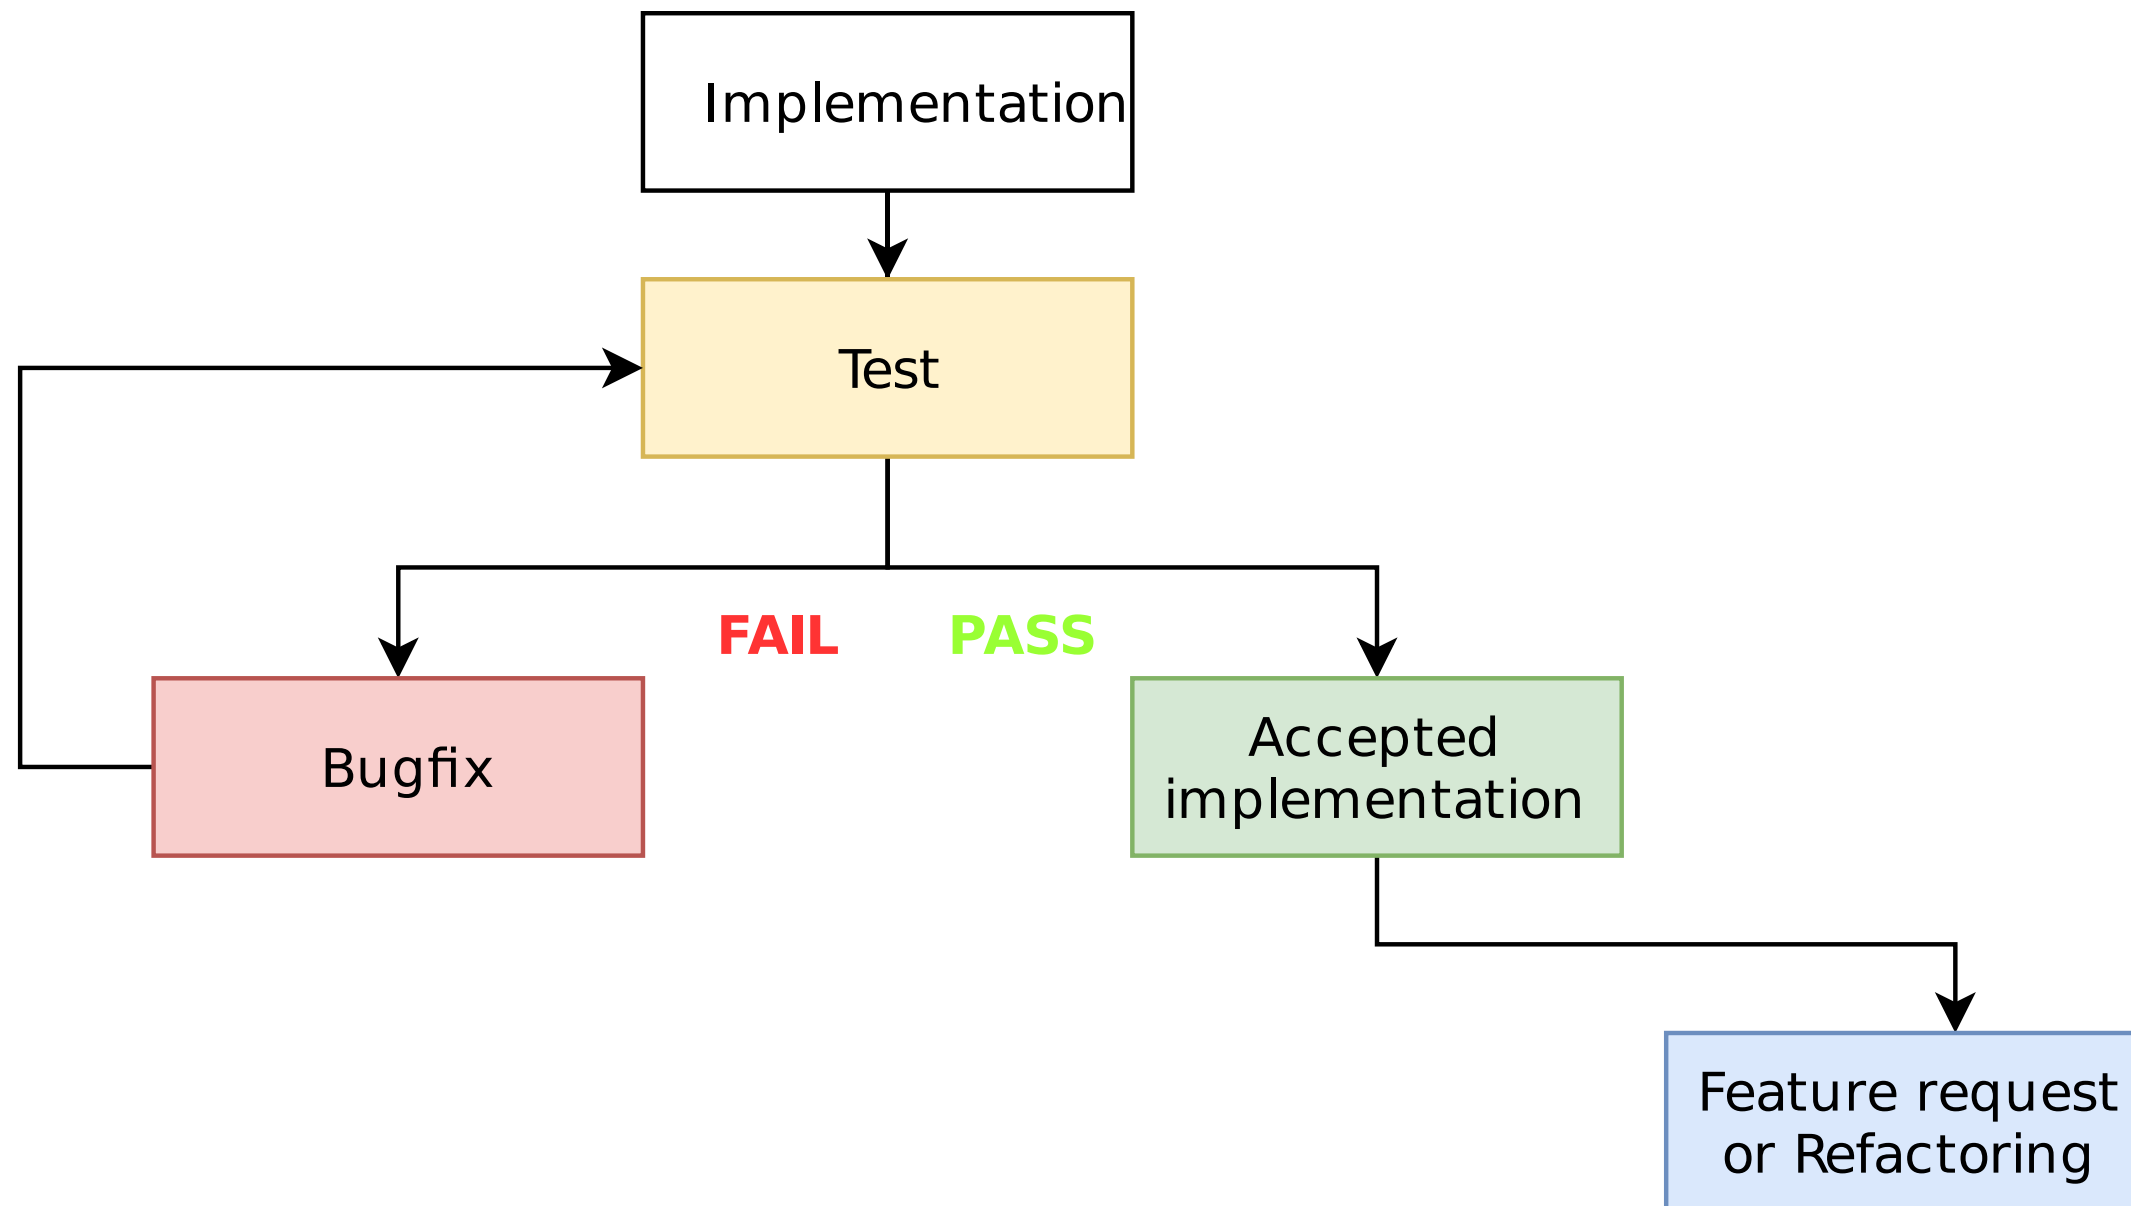 Implementation
Test
FAIL
PASS
Bugfix
Accepted
implementation
Feature request
or Refactoring